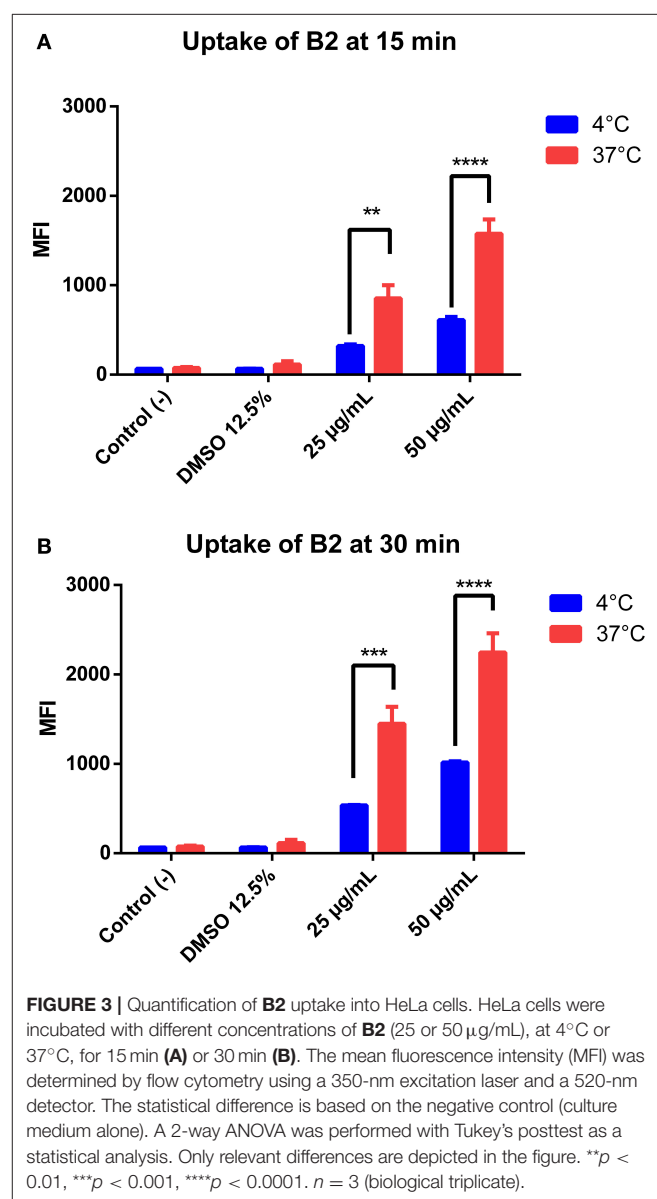 A
Uptake of B2 at 15 min
3000
2000
1000
0
MFI
4°C
37°C
**
****
Control (-)
DMSO 12.5%
25 µg/mL
50 µg/mL
B
Uptake of B2 at 30 min
3000
2000
1000
0
MFI
4°C
37°C
***
****
Control (-)
DMSO 12.5%
25 µg/mL
50 µg/mL
FIGURE 3 | Quantification of B2 uptake into HeLa cells. HeLa cells were
incubated with different concentrations of B2 (25 or 50 µg/mL), at 4°C or
37°C, for 15 min (A) or 30 min (B). The mean fluorescence intensity (MFI) was
determined by flow cytometry using a 350-nm excitation laser and a 520-nm
detector. The statistical difference is based on the negative control (culture
medium alone). A 2-way ANOVA was performed with Tukey's posttest as a
statistical analysis. Only relevant differences are depicted in the figure. **p <
0.01, ***p < 0.001, ****p < 0.0001. n = 3 (biological triplicate).